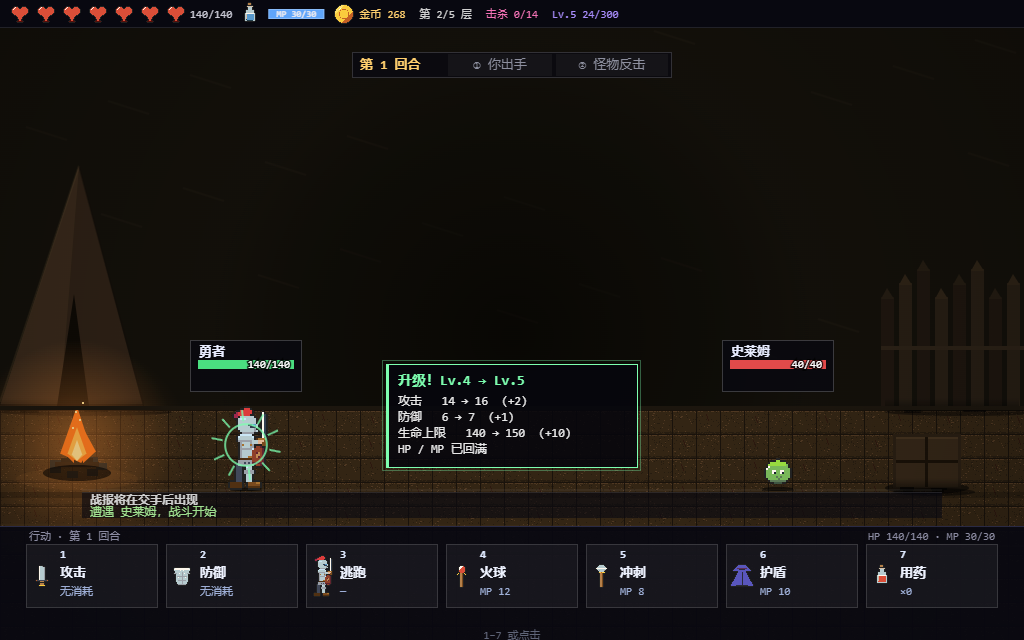 140/140 MP 30/30 金币 268 第 2/5 层 击杀 0/14 Lv.5 24/300
第 1 回合 ① 你出手 ② 怪物反击
勇者
140/140
史莱姆
40/40
升级! Lv.4 → Lv.5
攻击 14 → 16 (+2)
防御 6 → 7 (+1)
生命上限 140 → 150 (+10)
HP / MP 已回满
战报将在交手后出现
遭遇 史莱姆, 战斗开始
行动 · 第 1 回合 HP 140/140 · MP 30/30
1
攻击
无消耗
2
防御
无消耗
3
逃跑
—
4
火球
MP 12
5
冲刺
MP 8
6
护盾
MP 10
7
用药
×0
1-7 或点击